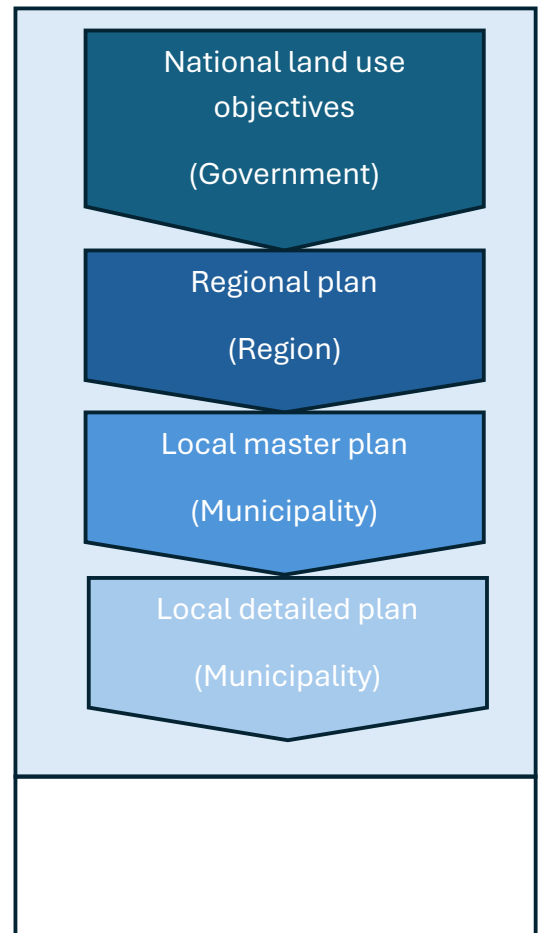 National land use
objectives
(Government)
Regional plan
(Region)
Local master plan
(Municipality)
Local detailed plan
(Municipality)